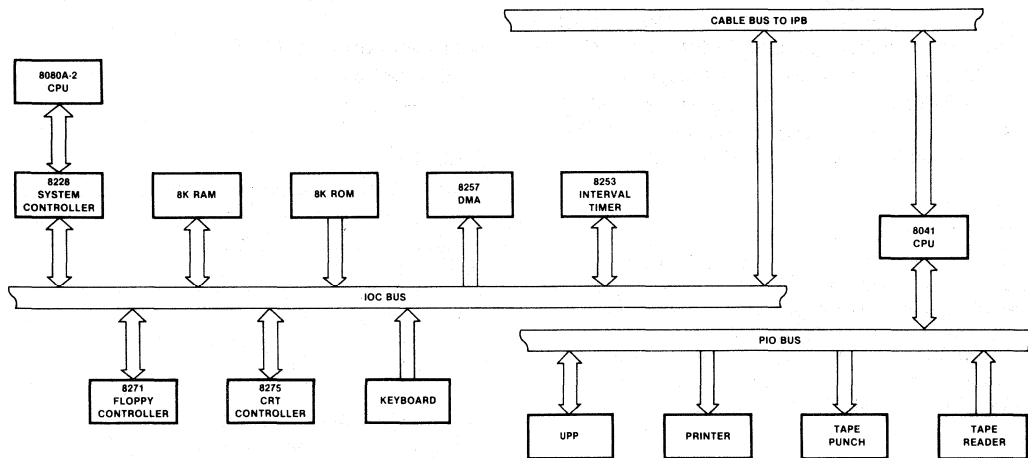 CABLE BUS TO IPB
8080A-2
CPU
8228
SYSTEM
CONTROLLER
8K RAM
8K ROM
8257
DMA
8253
INTERVAL
TIMER
8041
CPU
IOC BUS
PIO BUS
8271
FLOPPY
CONTROLLER
8275
CRT
CONTROLLER
KEYBOARD
UPP
PRINTER
TAPE
PUNCH
TAPE
READER